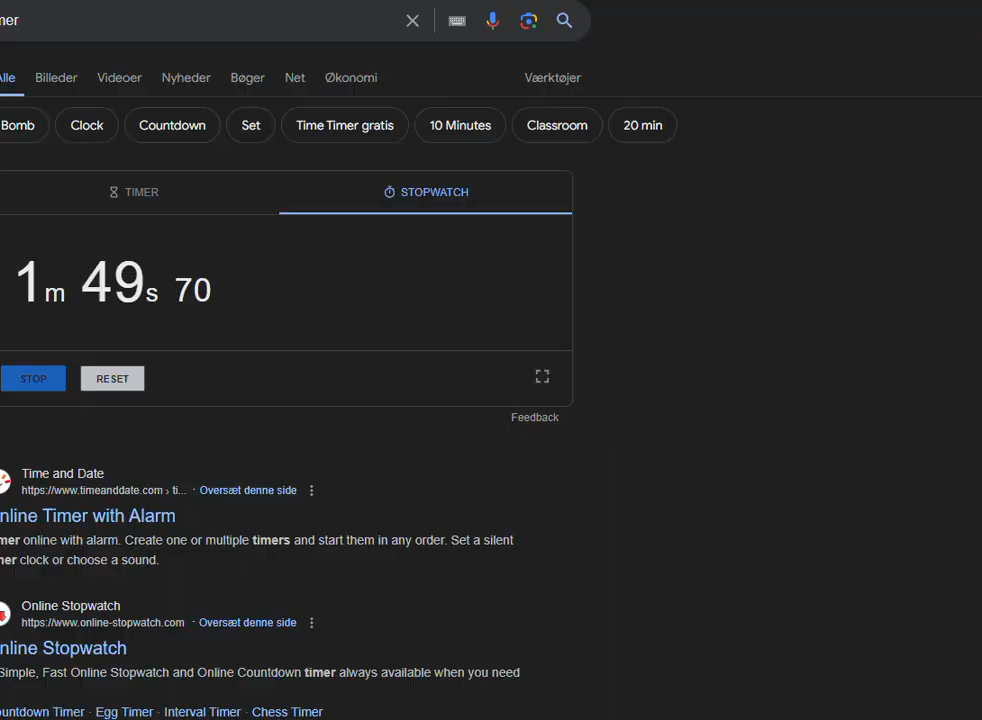 mer
Alle Billeder Videoer Nyheder Bøger Net Økonomi Værktøjer
Bomb Clock Countdown Set Time Timer gratis 10 Minutes Classroom 20 min
TIMER STOPWATCH
1m 49s 70
STOP RESET
Feedback
Time and Date
https://www.timeanddate.com › ti... · Oversæt denne side
nline Timer with Alarm
mer online with alarm. Create one or multiple timers and start them in any order. Set a silent
mer clock or choose a sound.
Online Stopwatch
https://www.online-stopwatch.com · Oversæt denne side
nline Stopwatch
Simple, Fast Online Stopwatch and Online Countdown timer always available when you need
ountdown Timer · Egg Timer · Interval Timer · Chess Timer